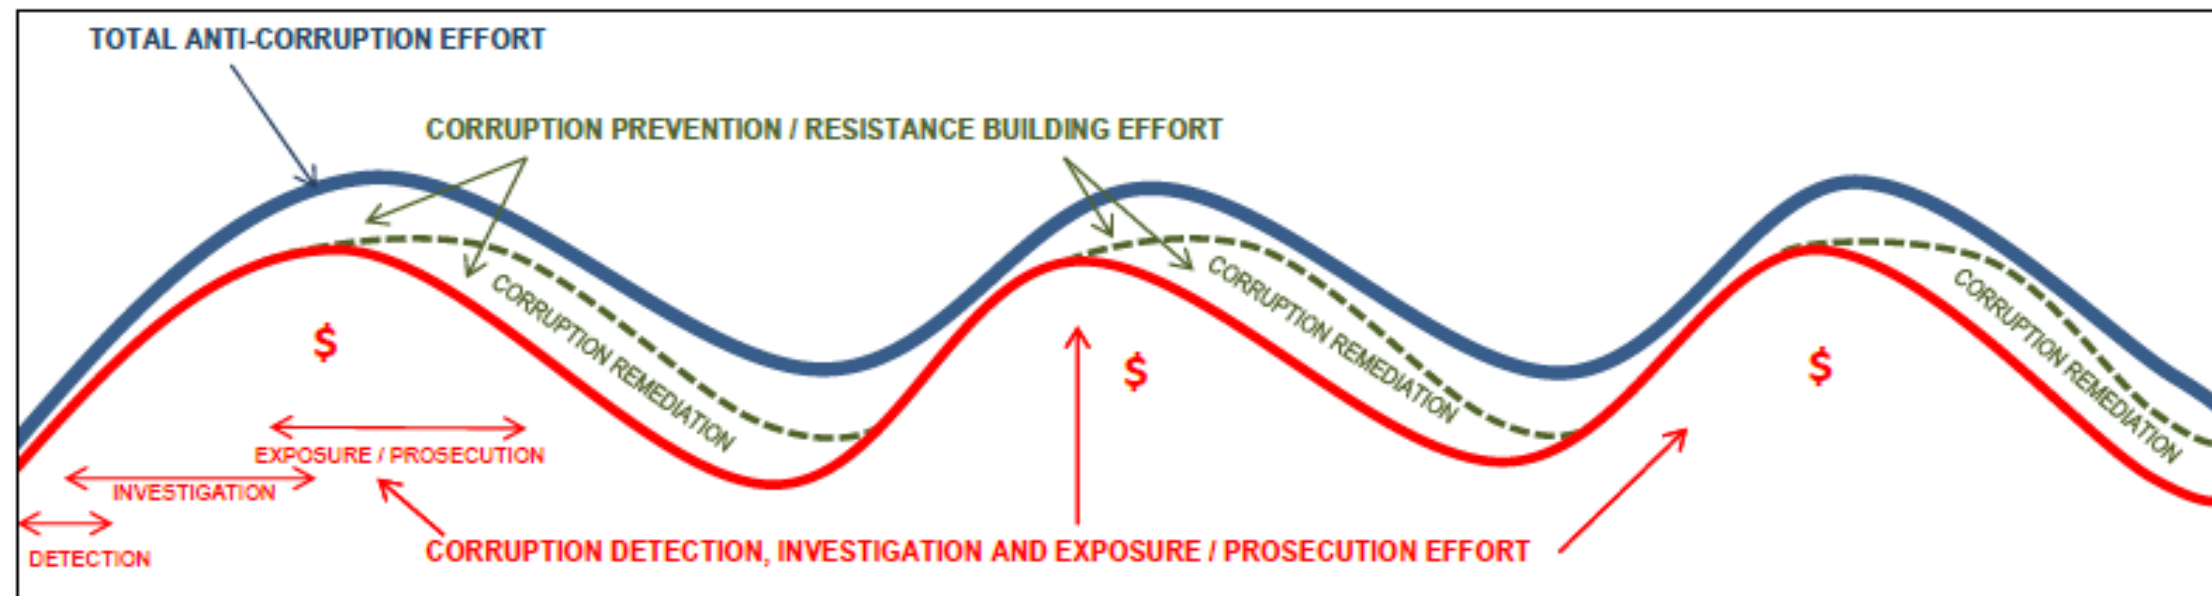 TOTAL ANTI-CORRUPTION EFFORT
CORRUPTION PREVENTION / RESISTANCE BUILDING EFFORT
CORRUPTION REMEDIATION
CORRUPTION REMEDIATION
CORRUPTION REMEDIATION
$
$
$
EXPOSURE / PROSECUTION
INVESTIGATION
DETECTION
CORRUPTION DETECTION, INVESTIGATION AND EXPOSURE / PROSECUTION EFFORT